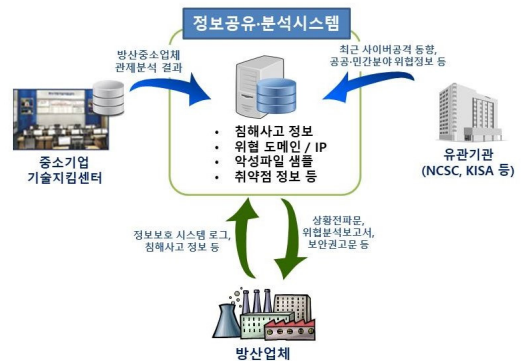 정보공유·분석시스템
방산중소업체
관제분석 결과
최근 사이버공격 동향,
공공·민간분야 위협정보 등
• 침해사고 정보
• 위협 도메인 / IP
• 악성파일 샘플
• 취약점 정보 등
중소기업
기술지킴센터
유관기관
(NCSC, KISA 등)
정보보호 시스템 로그,
침해사고 정보 등
상황전파문,
위협분석보고서,
보안권고문 등
방산업체